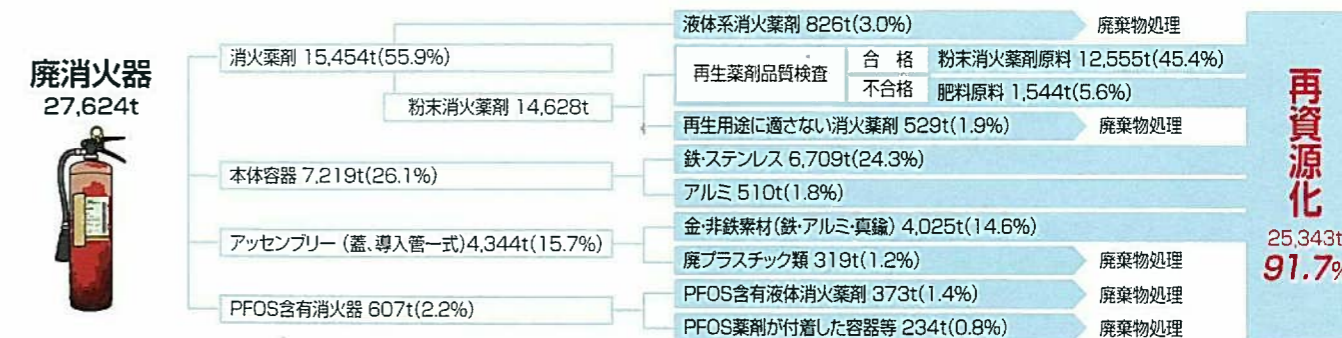 廃消火器
27,624t
消火薬剤 15,454t(55.9%)
粉末消火薬剤 14,628t
液体系消火薬剤 826t(3.0%)
廃棄物処理
再生薬剤品質検査
合 格
粉末消火薬剤原料 12,555t(45.4%)
不合格
肥料原料 1,544t(5.6%)
再生用途に適さない消火薬剤 529t(1.9%)
廃棄物処理
本体容器 7,219t(26.1%)
鉄・ステンレス 6,709t(24.3%)
アルミ 510t(1.8%)
アッセンブリー（蓋、導入管一式)4,344t(15.7%)
金・非鉄素材(鉄・アルミ・真鍮) 4,025t(14.6%)
廃プラスチック類 319t(1.2%)
廃棄物処理
PFOS含有消火器 607t(2.2%)
PFOS含有液体消火薬剤 373t(1.4%)
廃棄物処理
PFOS薬剤が付着した容器等 234t(0.8%)
廃棄物処理
再資源化
25,343t
91.7%